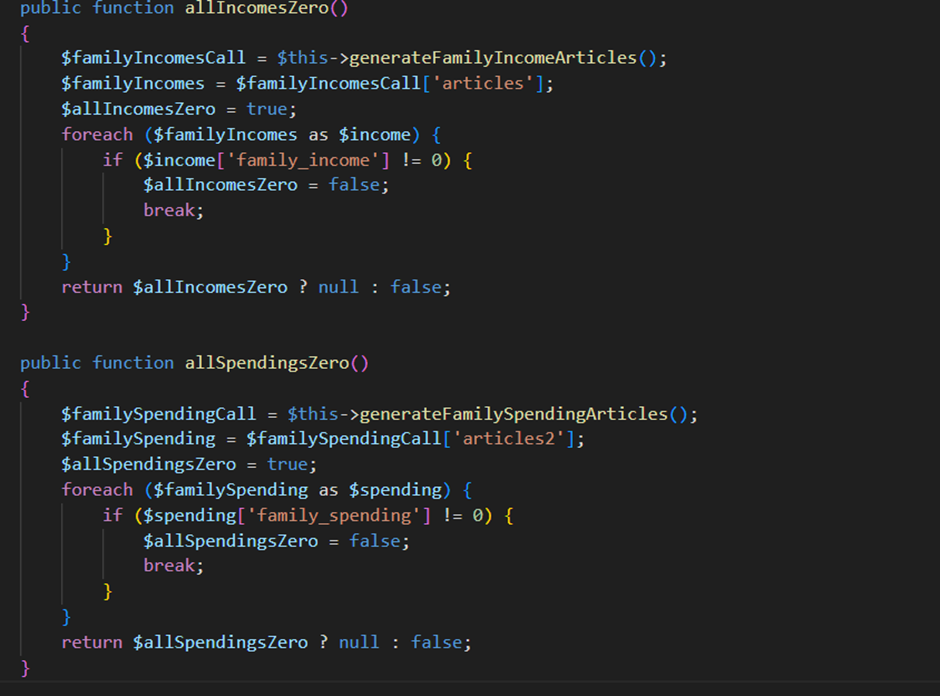 public function allIncomesZero()
{
    $familyIncomesCall = $this->generateFamilyIncomeArticles();
    $familyIncomes = $familyIncomesCall['articles'];
    $allIncomesZero = true;
    foreach ($familyIncomes as $income) {
        if ($income['family_income'] != 0) {
            $allIncomesZero = false;
            break;
        }
    }
    return $allIncomesZero ? null : false;
}

public function allSpendingsZero()
{
    $familySpendingCall = $this->generateFamilySpendingArticles();
    $familySpending = $familySpendingCall['articles2'];
    $allSpendingsZero = true;
    foreach ($familySpending as $spending) {
        if ($spending['family_spending'] != 0) {
            $allSpendingsZero = false;
            break;
        }
    }
    return $allSpendingsZero ? null : false;
}